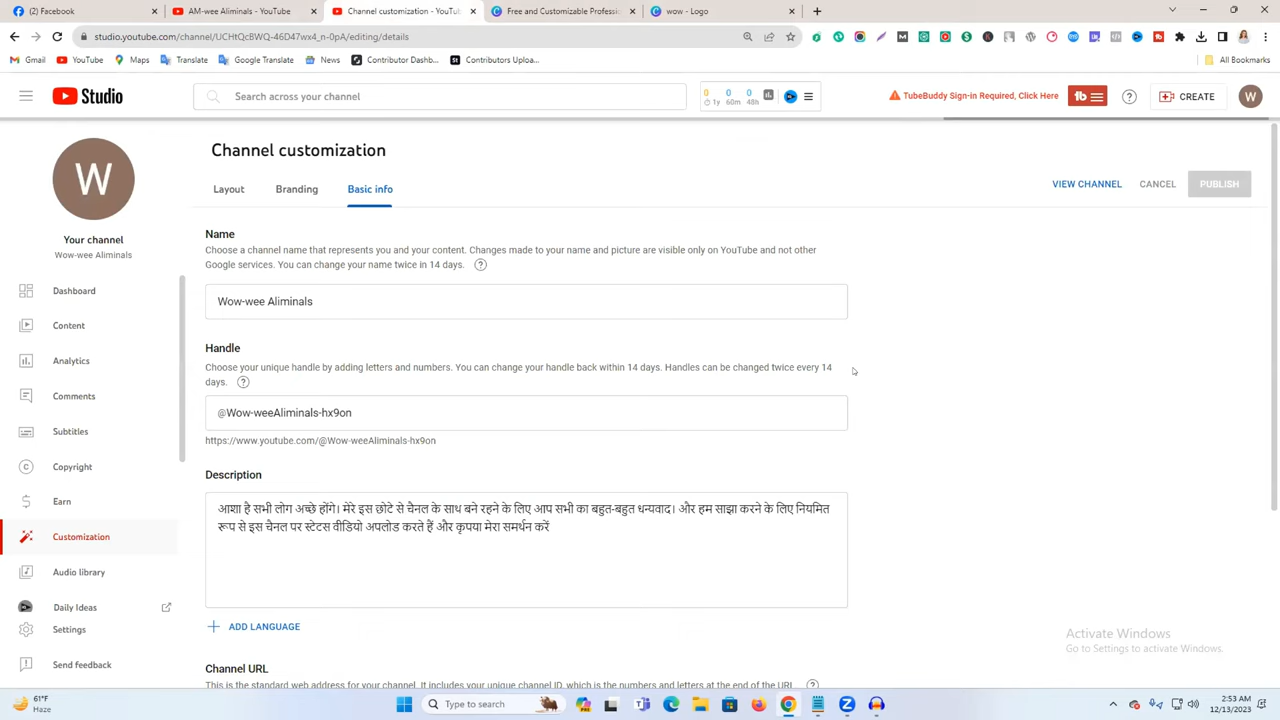 (2) Facebook
AM-wee Aliminals - YouTube
Channel customization - YouTu
Free and Customizable Professio
wow - Logo
studio.youtube.com/channel/UCHtQcBWQ-46D47wx4_n-0pA/editing/details
Gmail
YouTube
Maps
Translate
Google Translate
News
Contributor Dashb...
Contributors Uploa...
All Bookmarks
Studio
Search across your channel
0 0 0
1y 60m 48h
TubeBuddy Sign-in Required, Click Here
tb
CREATE
W
W
Your channel
Wow-wee Aliminals
Dashboard
Content
Analytics
Comments
Subtitles
Copyright
Earn
Customization
Audio library
Daily Ideas
Settings
Send feedback
Channel customization
Layout
Branding
Basic info
VIEW CHANNEL
CANCEL
PUBLISH
Name
Choose a channel name that represents you and your content. Changes made to your name and picture are visible only on YouTube and not other
Google services. You can change your name twice in 14 days.
Wow-wee Aliminals
Handle
Choose your unique handle by adding letters and numbers. You can change your handle back within 14 days. Handles can be changed twice every 14
days.
@Wow-weeAliminals-hx9on
https://www.youtube.com/@Wow-weeAliminals-hx9on
Description
आशा है सभी लोग अच्छे होंगे। मेरे इस छोटे से चैनल के साथ बने रहने के लिए आप सभी का बहुत-बहुत धन्यवाद। और हम साझा करने के लिए नियमित
रूप से इस चैनल पर स्टेटस वीडियो अपलोड करते हैं और कृपया मेरा समर्थन करें
ADD LANGUAGE
Channel URL
This is the standard web address for your channel. It includes your unique channel ID, which is the numbers and letters at the end of the URL.
Activate Windows
Go to Settings to activate Windows.
61°F
Haze
Type to search
2:53 AM
12/13/2023